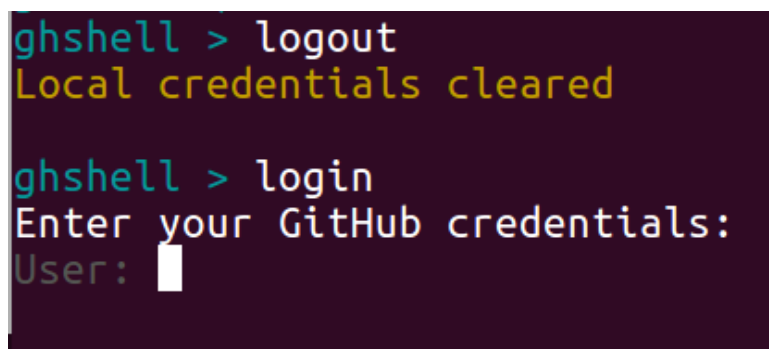 ghshell > logout
Local credentials cleared
ghshell > login
Enter your GitHub credentials:
User: